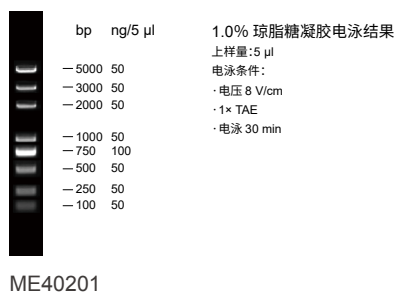 bp ng/5 μl
5000 50
3000 50
2000 50
1000 50
750 100
500 50
250 50
100 50
1.0% 琼脂糖凝胶电泳结果
上样量:5 μl
电泳条件:
·电压 8 V/cm
·1× TAE
·电泳 30 min
ME40201